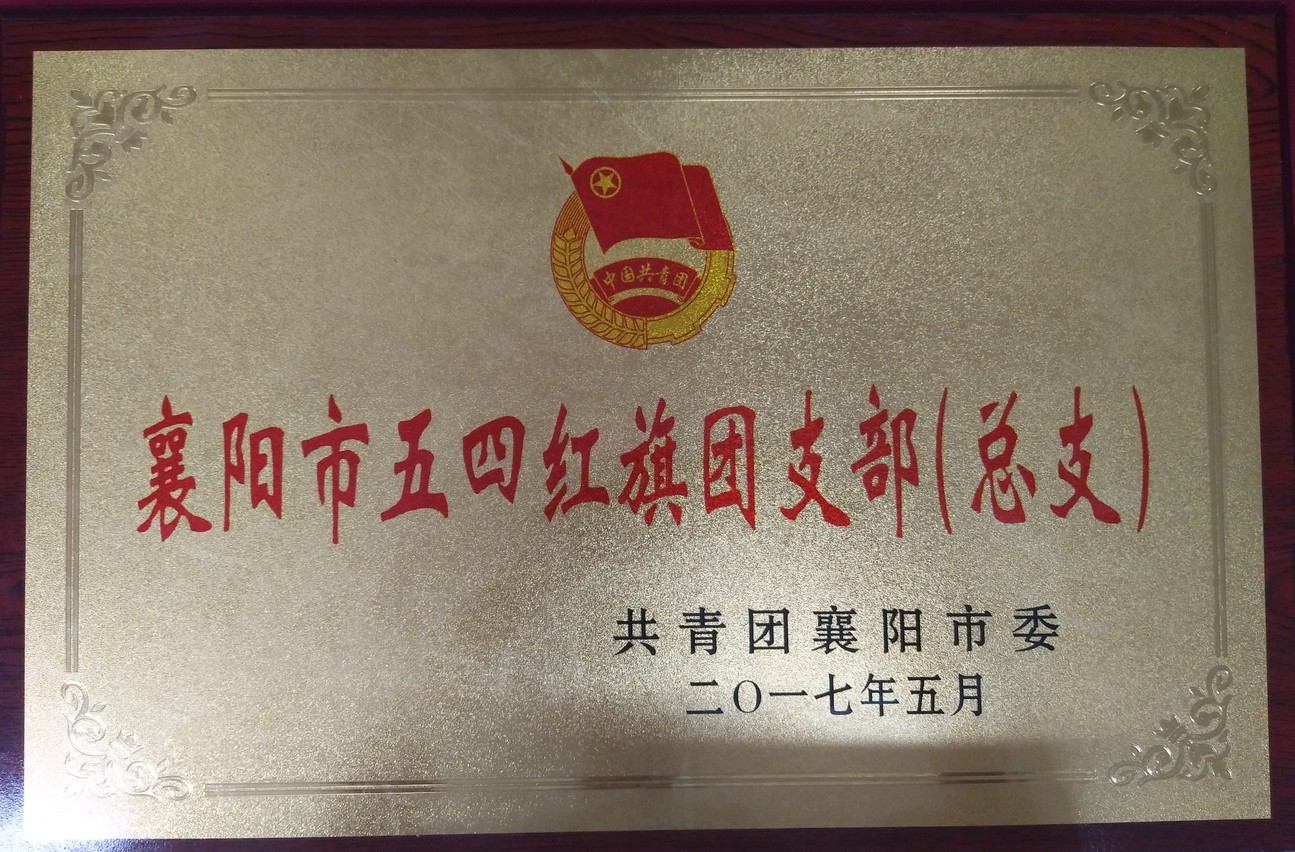 中国共青团
襄阳市五四红旗团支部(总支)
共青团襄阳市委
二〇一七年五月